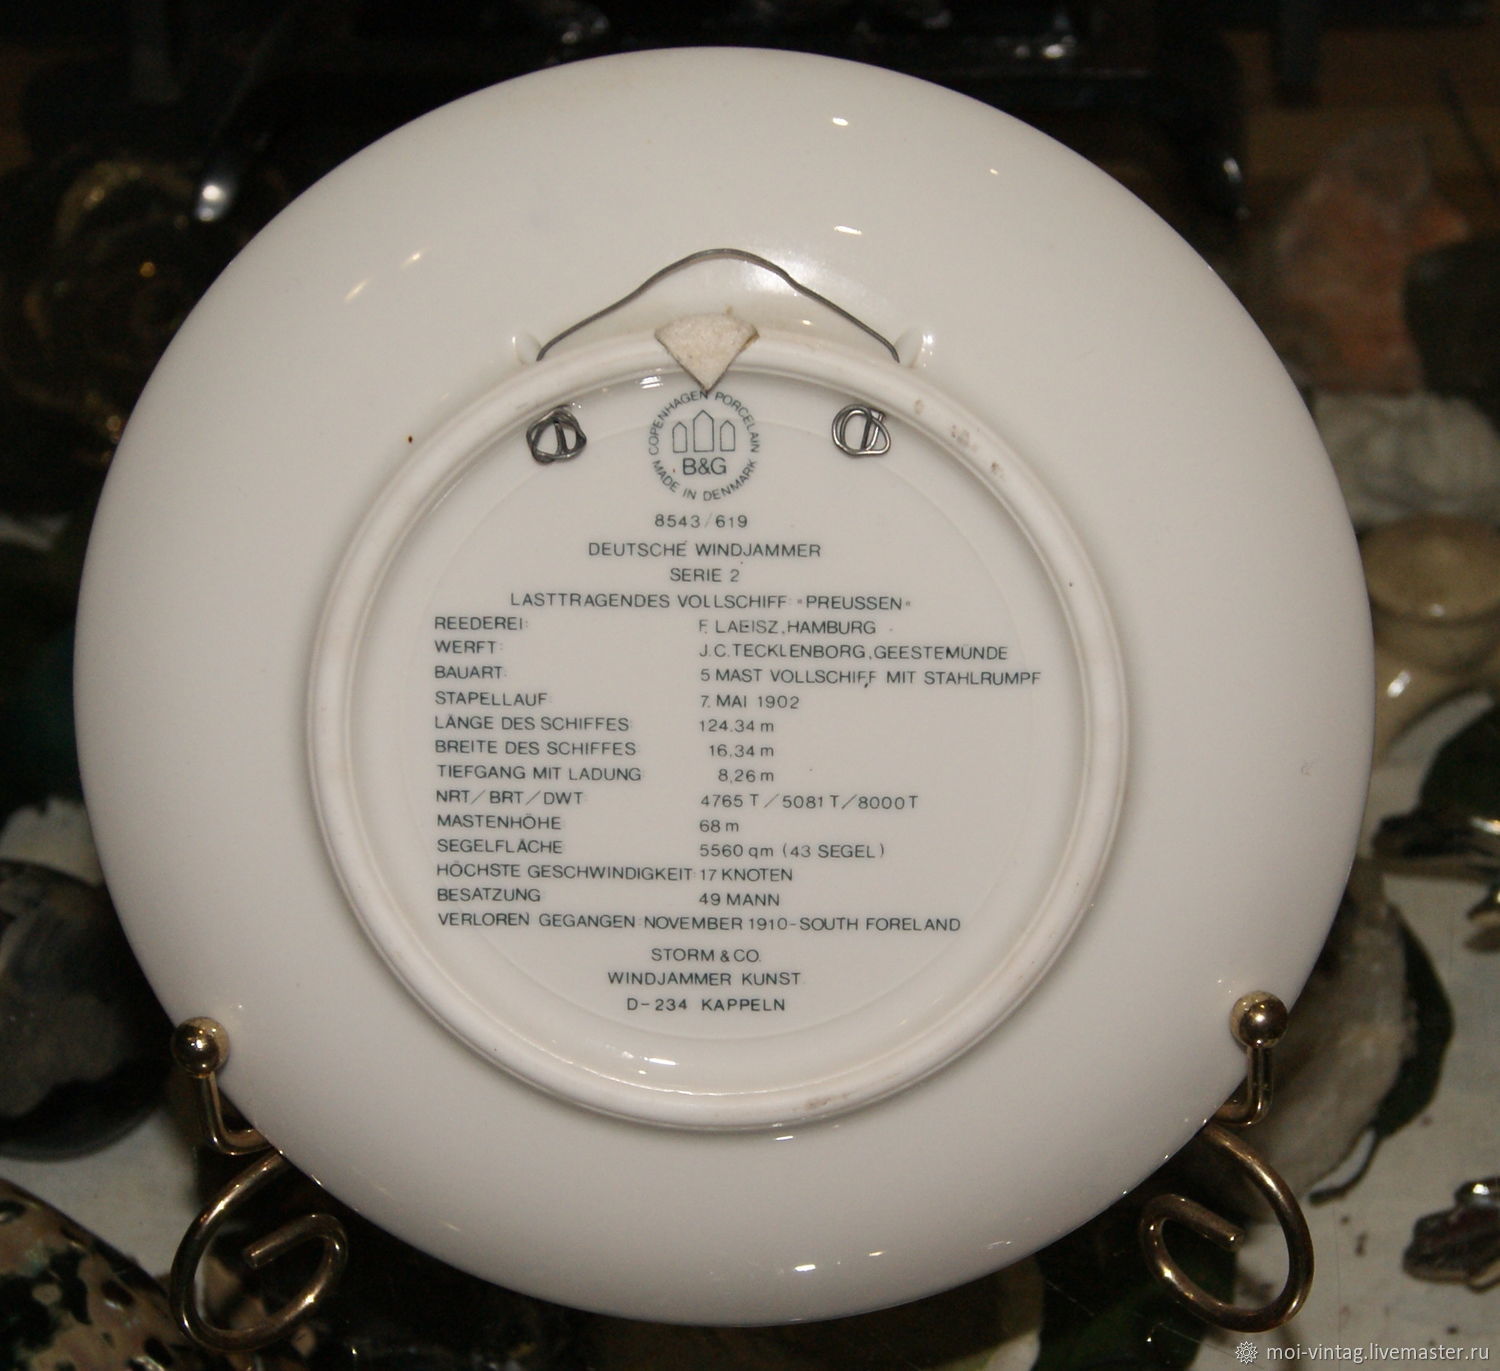 COPENHAGEN PORCELAIN
B&G
MADE IN DENMARK
8543/619
DEUTSCHE WINDJAMMER
SERIE 2
LASTTRAGENDES VOLLSCHIFF: "PREUSSEN"
REEDEREI: F. LAEISZ, HAMBURG
WERFT: J.C. TECKLENBORG, GEESTEMÜNDE
BAUART: 5 MAST VOLLSCHIFF MIT STAHLRUMPF
STAPELLAUF: 7. MAI 1902
LÄNGE DES SCHIFFES 124.34 m
BREITE DES SCHIFFES 16.34 m
TIEFGANG MIT LADUNG 8,26 m
NRT/BRT/DWT 4765 T/5081 T/8000 T
MASTENHÖHE 68 m
SEGELFLÄCHE 5560 qm (43 SEGEL)
HÖCHSTE GESCHWINDIGKEIT: 17 KNOTEN
BESATZUNG 49 MANN
VERLOREN GEGANGEN: NOVEMBER 1910-SOUTH FORELAND
STORM & CO.
WINDJAMMER KUNST
D-234 KAPPELN
moi-vintag.livemaster.ru